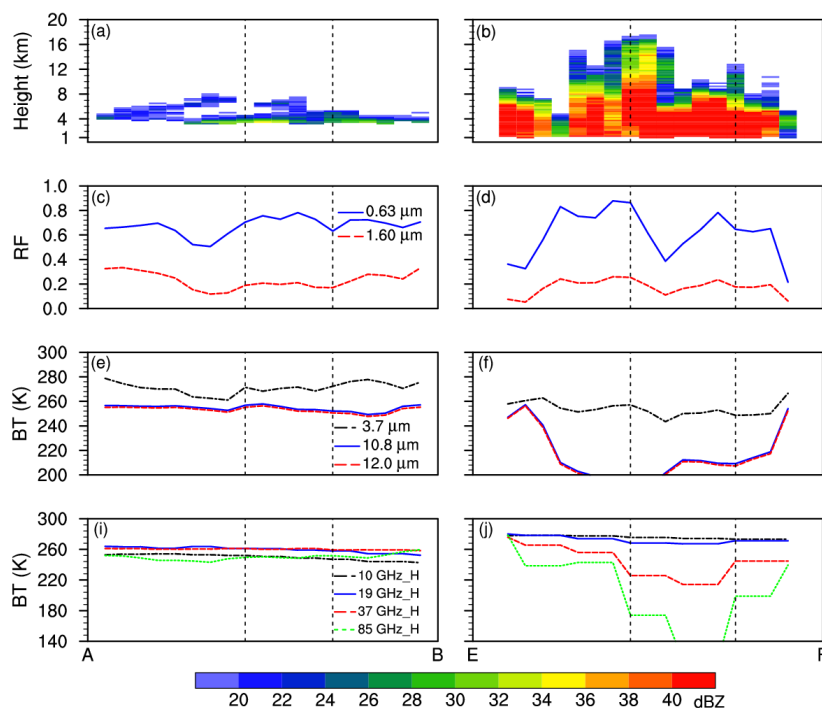 (a)
(b)
Height (km)
20
16
12
8
4
1
(c)
(d)
RF
1.0
0.8
0.6
0.4
0.2
0.0
0.63 μm
1.60 μm
(e)
(f)
BT (K)
300
280
260
240
220
200
3.7 μm
10.8 μm
12.0 μm
(i)
(j)
BT (K)
300
260
220
180
140
10 GHz_H
19 GHz_H
37 GHz_H
85 GHz_H
A
B
E
20 22 24 26 28 30 32 34 36 38 40 dBZ